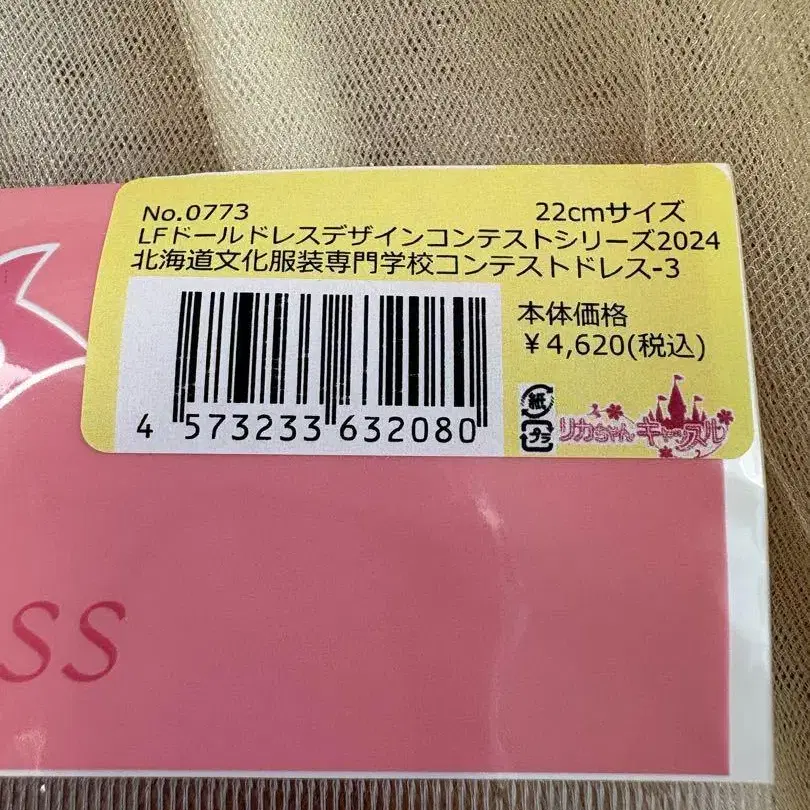 No.0773 22cmサイズ
LFドールドレスデザインコンテストシリーズ2024
北海道文化服装専門学校コンテストドレス-3
本体価格
¥4,620(税込)
4 573233 632080
紙
プラ
リカちゃん キャッスル
ss